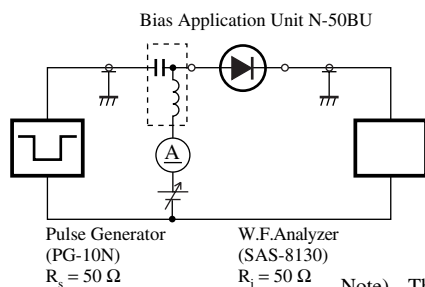 Bias Application Unit N-50BU
A
Pulse Generator
(PG-10N)
Rs = 50 Ω
W.F.Analyzer
(SAS-8130)
Ri = 50 Ω
Note)